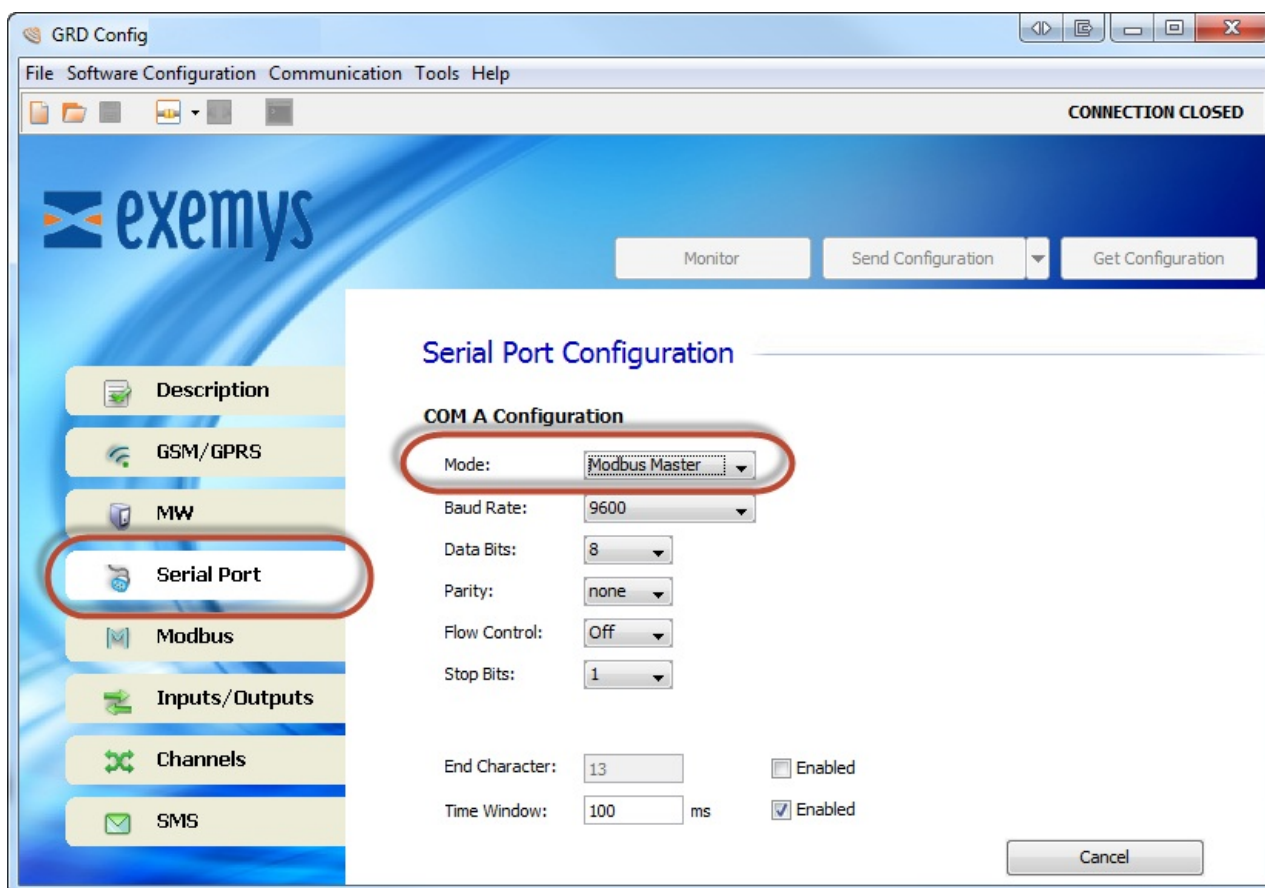 GRD Config
File Software Configuration Communication Tools Help
CONNECTION CLOSED
exemys
Monitor
Send Configuration
Get Configuration
Serial Port Configuration
Description
GSM/GPRS
MW
Serial Port
Modbus
Inputs/Outputs
Channels
SMS
COM A Configuration
Mode: Modbus Master
Baud Rate: 9600
Data Bits: 8
Parity: none
Flow Control: Off
Stop Bits: 1
End Character: 13 Enabled
Time Window: 100 ms Enabled
Cancel